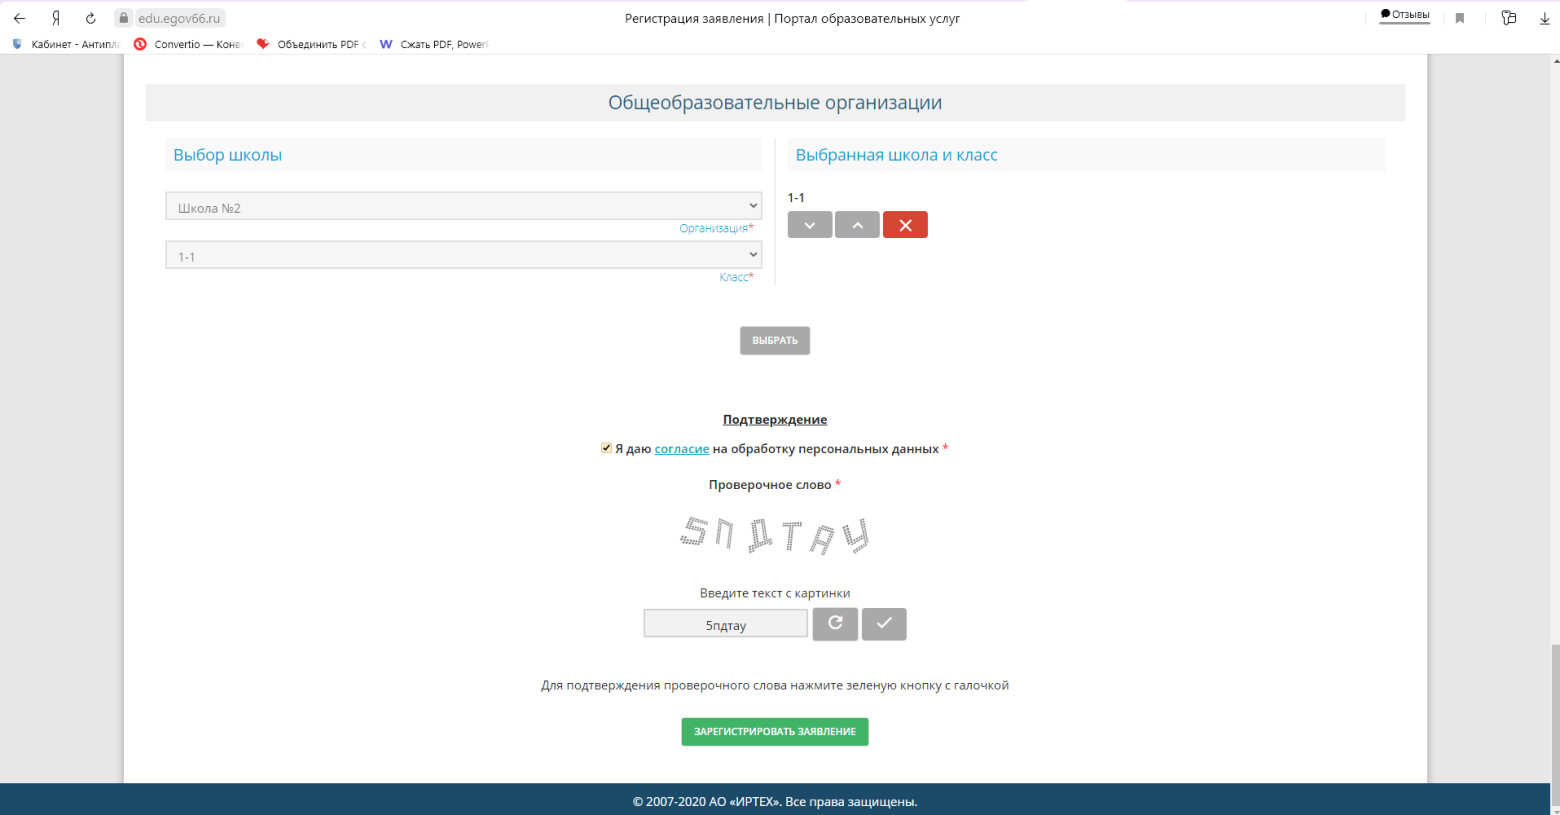 Я
edu.egov66.ru
Регистрация заявления | Портал образовательных услуг
Отзывы
Кабинет - Антипла
Convertio — Конве
Объединить PDF
W Сжать PDF, PowerP
Общеобразовательные организации
Выбор школы
Выбранная школа и класс
Школа №2
1-1
Организация*
1-1
Класс*
ВЫБРАТЬ
Подтверждение
Я даю согласие на обработку персональных данных *
Проверочное слово *
5ПДТАУ
Введите текст с картинки
5пдтау
Для подтверждения проверочного слова нажмите зеленую кнопку с галочкой
ЗАРЕГИСТРИРОВАТЬ ЗАЯВЛЕНИЕ
© 2007-2020 АО «ИРТЕХ». Все права защищены.